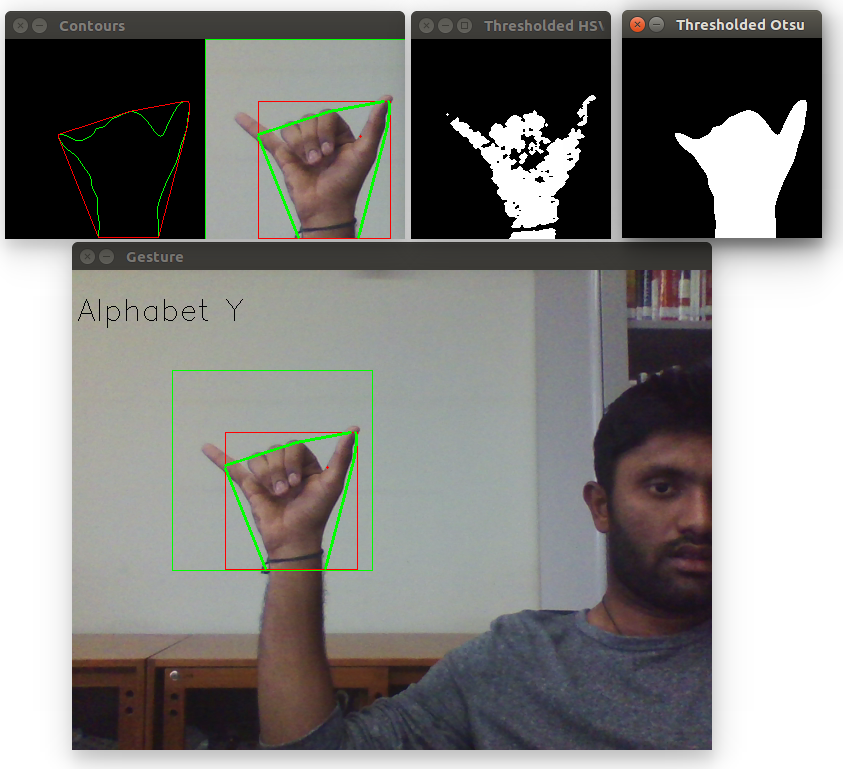 Contours
Thresholded HSV
Thresholded Otsu
Gesture
Alphabet Y